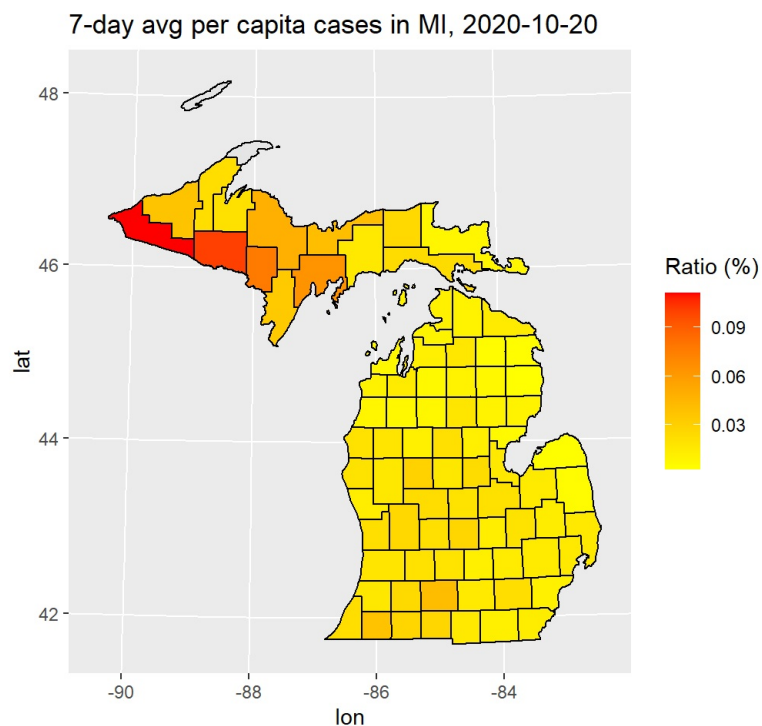 7-day avg per capita cases in MI, 2020-10-20
48
46
44
42
lat
-90
-88
-86
-84
lon
Ratio (%)
0.09
0.06
0.03